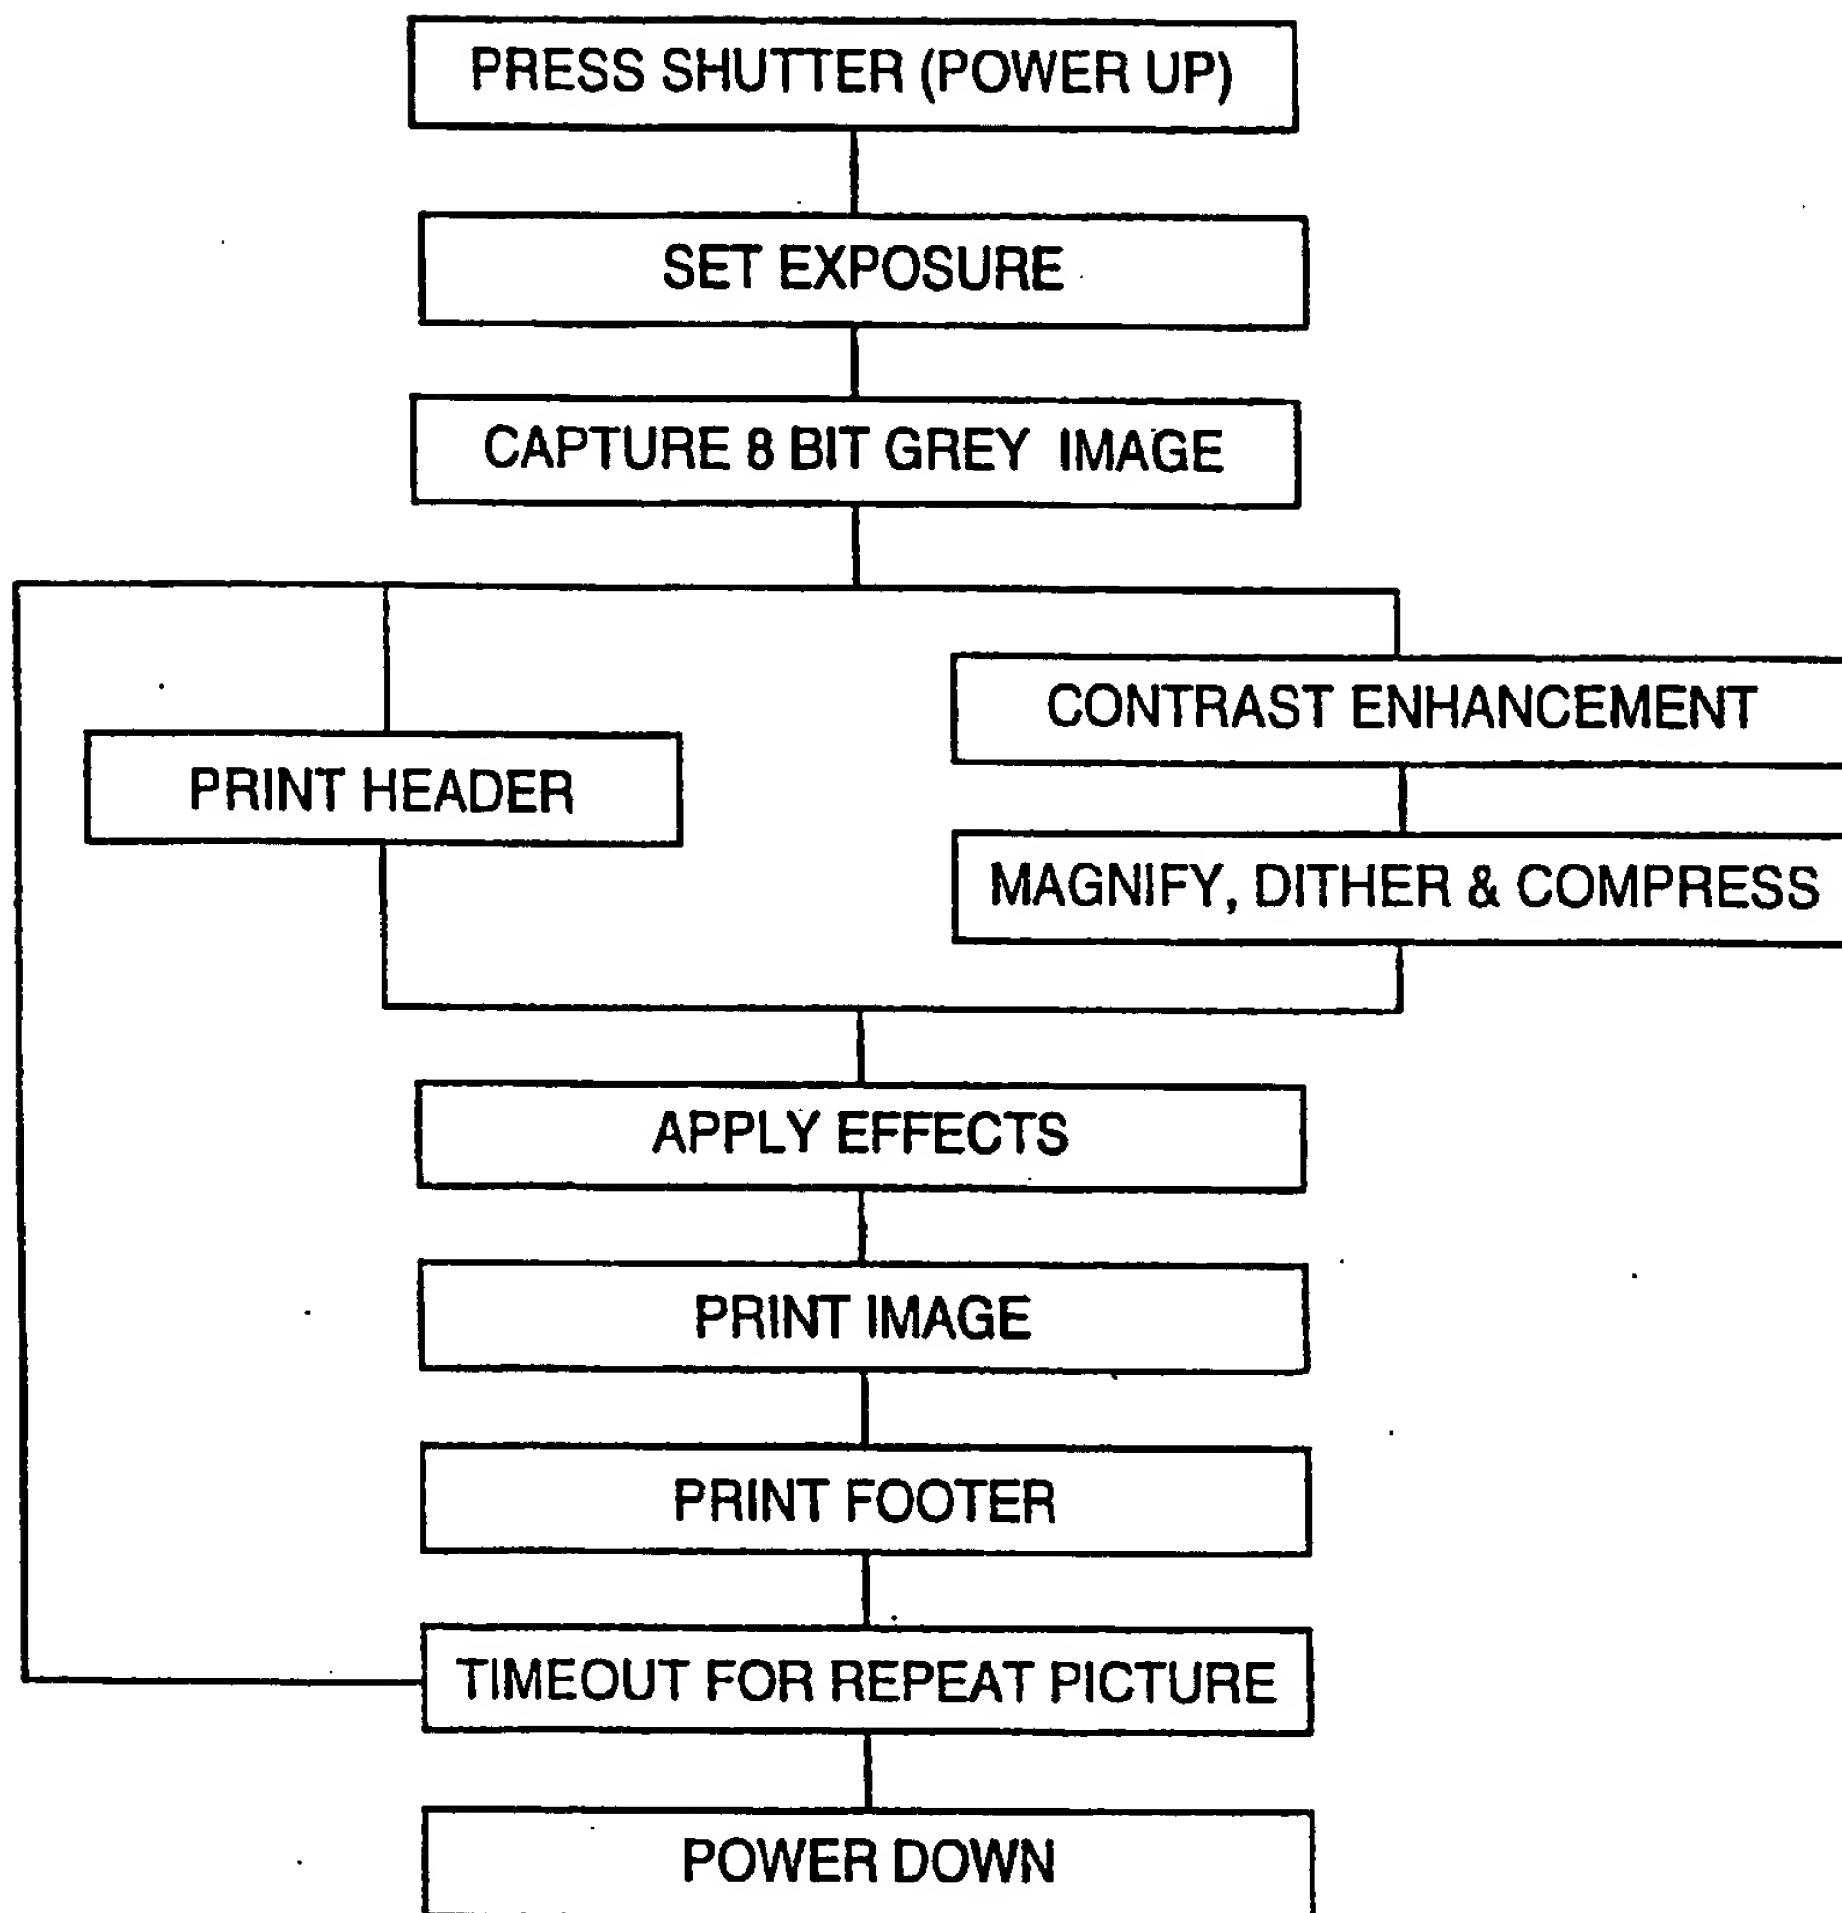 PRESS SHUTTER (POWER UP)
SET EXPOSURE
CAPTURE 8 BIT GREY IMAGE
CONTRAST ENHANCEMENT
PRINT HEADER
MAGNIFY, DITHER & COMPRESS
APPLY EFFECTS
PRINT IMAGE
PRINT FOOTER
TIMEOUT FOR REPEAT PICTURE
POWER DOWN